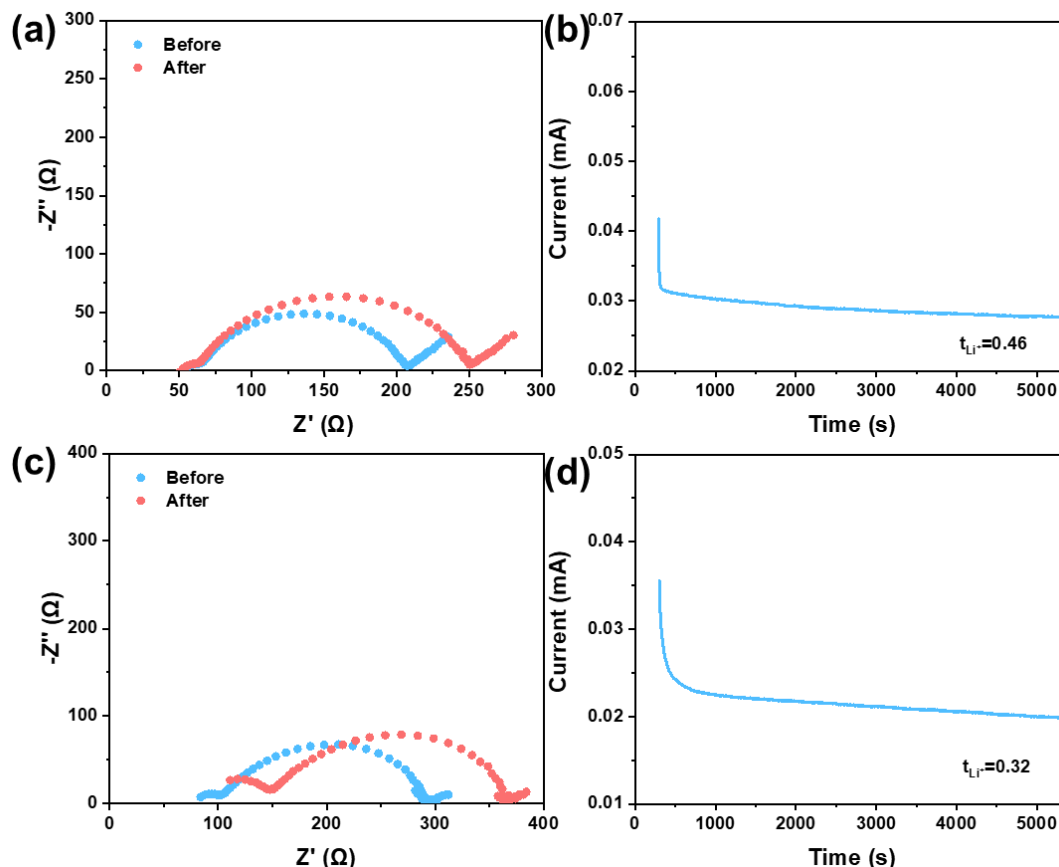 (a)
Before
After
300
250
200
150
100
50
0
-Z'' (Ω)
0 50 100 150 200 250 300
Z' (Ω)
(b)
0.07
0.06
0.05
0.04
0.03
0.02
Current (mA)
t_Li+=0.46
0 1000 2000 3000 4000 5000
Time (s)
(c)
Before
After
400
300
200
100
0
-Z'' (Ω)
0 100 200 300 400
Z' (Ω)
(d)
0.05
0.04
0.03
0.02
0.01
Current (mA)
t_Li+=0.32
0 1000 2000 3000 4000 5000
Time (s)